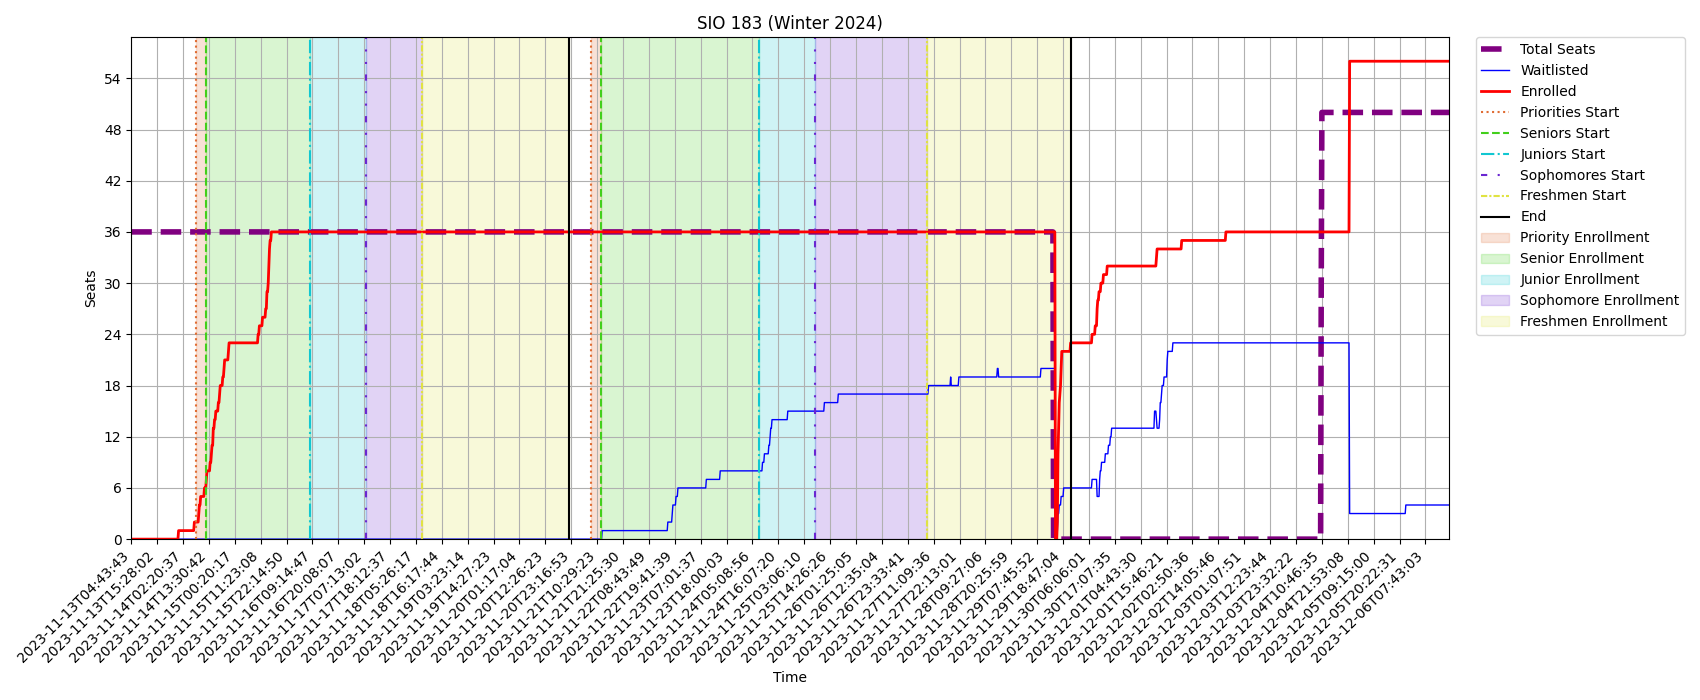 SIO 183 (Winter 2024)
Seats
54
48
42
36
30
24
18
12
6
0
2023-11-13T04:43:43
2023-11-13T15:28:02
2023-11-14T02:20:37
2023-11-14T13:30:42
2023-11-15T00:20:17
2023-11-15T11:23:08
2023-11-15T22:14:50
2023-11-16T09:14:47
2023-11-16T20:08:07
2023-11-17T07:13:02
2023-11-17T18:12:37
2023-11-18T05:26:17
2023-11-18T16:17:44
2023-11-19T03:23:14
2023-11-19T14:27:23
2023-11-20T01:17:04
2023-11-20T12:26:23
2023-11-20T23:16:53
2023-11-21T10:29:23
2023-11-21T21:25:30
2023-11-22T08:43:49
2023-11-22T19:41:39
2023-11-23T07:01:37
2023-11-23T18:00:03
2023-11-24T05:08:56
2023-11-24T16:07:20
2023-11-25T03:06:10
2023-11-25T14:26:26
2023-11-26T01:25:05
2023-11-26T12:35:04
2023-11-26T23:33:41
2023-11-27T11:09:36
2023-11-27T22:13:01
2023-11-28T09:27:06
2023-11-28T20:25:59
2023-11-29T07:45:52
2023-11-29T18:47:04
2023-11-30T06:06:01
2023-11-30T17:07:35
2023-12-01T04:43:30
2023-12-01T15:46:21
2023-12-02T02:50:36
2023-12-02T14:05:46
2023-12-03T01:07:51
2023-12-03T12:23:44
2023-12-03T23:32:22
2023-12-04T10:46:35
2023-12-04T21:53:08
2023-12-05T09:15:00
2023-12-05T20:22:31
2023-12-06T07:43:03
Time
Total Seats
Waitlisted
Enrolled
Priorities Start
Seniors Start
Juniors Start
Sophomores Start
Freshmen Start
End
Priority Enrollment
Senior Enrollment
Junior Enrollment
Sophomore Enrollment
Freshmen Enrollment